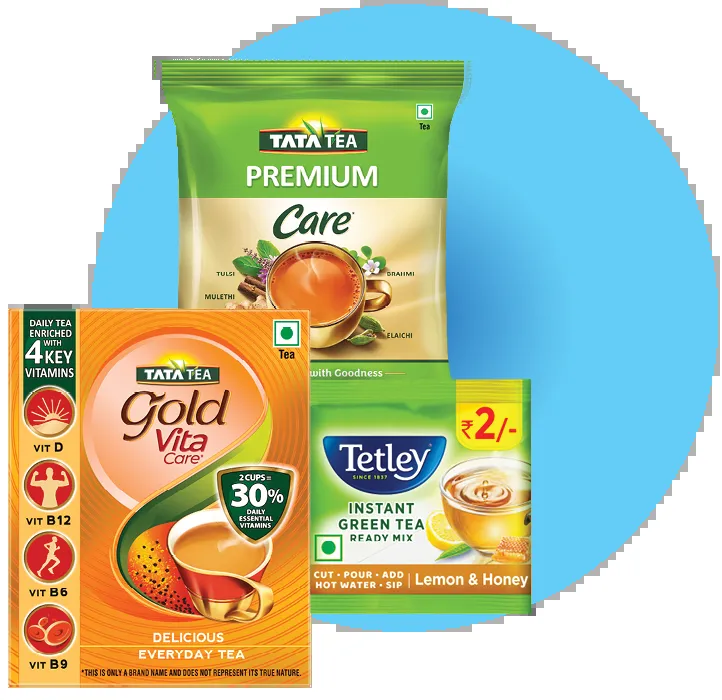 TATA TEA
PREMIUM
Care
Tea
TULSI
BRAHMI
MULETHI
ELAICHI
with Goodness
DAILY TEA
ENRICHED
WITH
4 KEY
VITAMINS
VIT D
VIT B12
VIT B6
VIT B9
Tea
TATA TEA
Gold
Vita
Care
2 CUPS =
30%
DAILY
ESSENTIAL
VITAMINS
DELICIOUS
EVERYDAY TEA
*THIS IS ONLY A BRAND NAME AND DOES NOT REPRESENT ITS TRUE NATURE.
₹2/-
Tetley
SINCE 1837
INSTANT
GREEN TEA
READY MIX
CUT • POUR • ADD
HOT WATER • SIP
Lemon & Honey